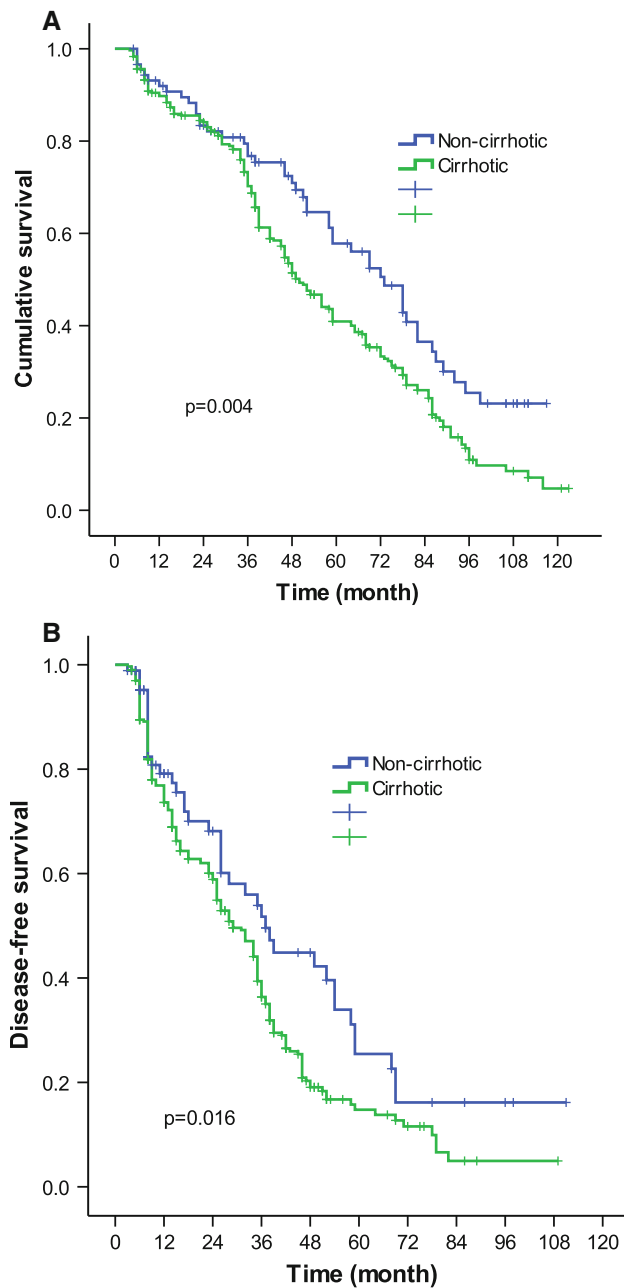 A
Cumulative survival
1.0
0.8
0.6
0.4
0.2
0.0
Non-cirrhotic
Cirrhotic
p=0.004
0 12 24 36 48 60 72 84 96 108 120
Time (month)
B
Disease-free survival
1.0
0.8
0.6
0.4
0.2
0.0
Non-cirrhotic
Cirrhotic
p=0.016
0 12 24 36 48 60 72 84 96 108 120
Time (month)